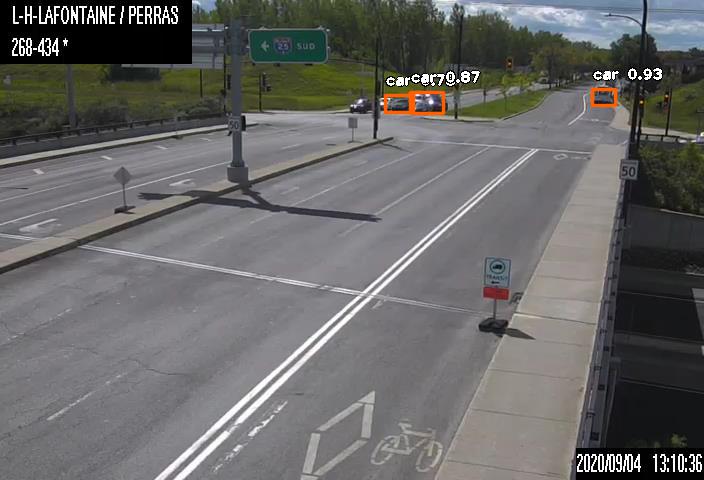 L-H-LAFONTAINE / PERRAS
268-434 *
25 SUD
car
car 0.87
car 0.93
50
50
TRANSIT
2020/09/04 13:10:36